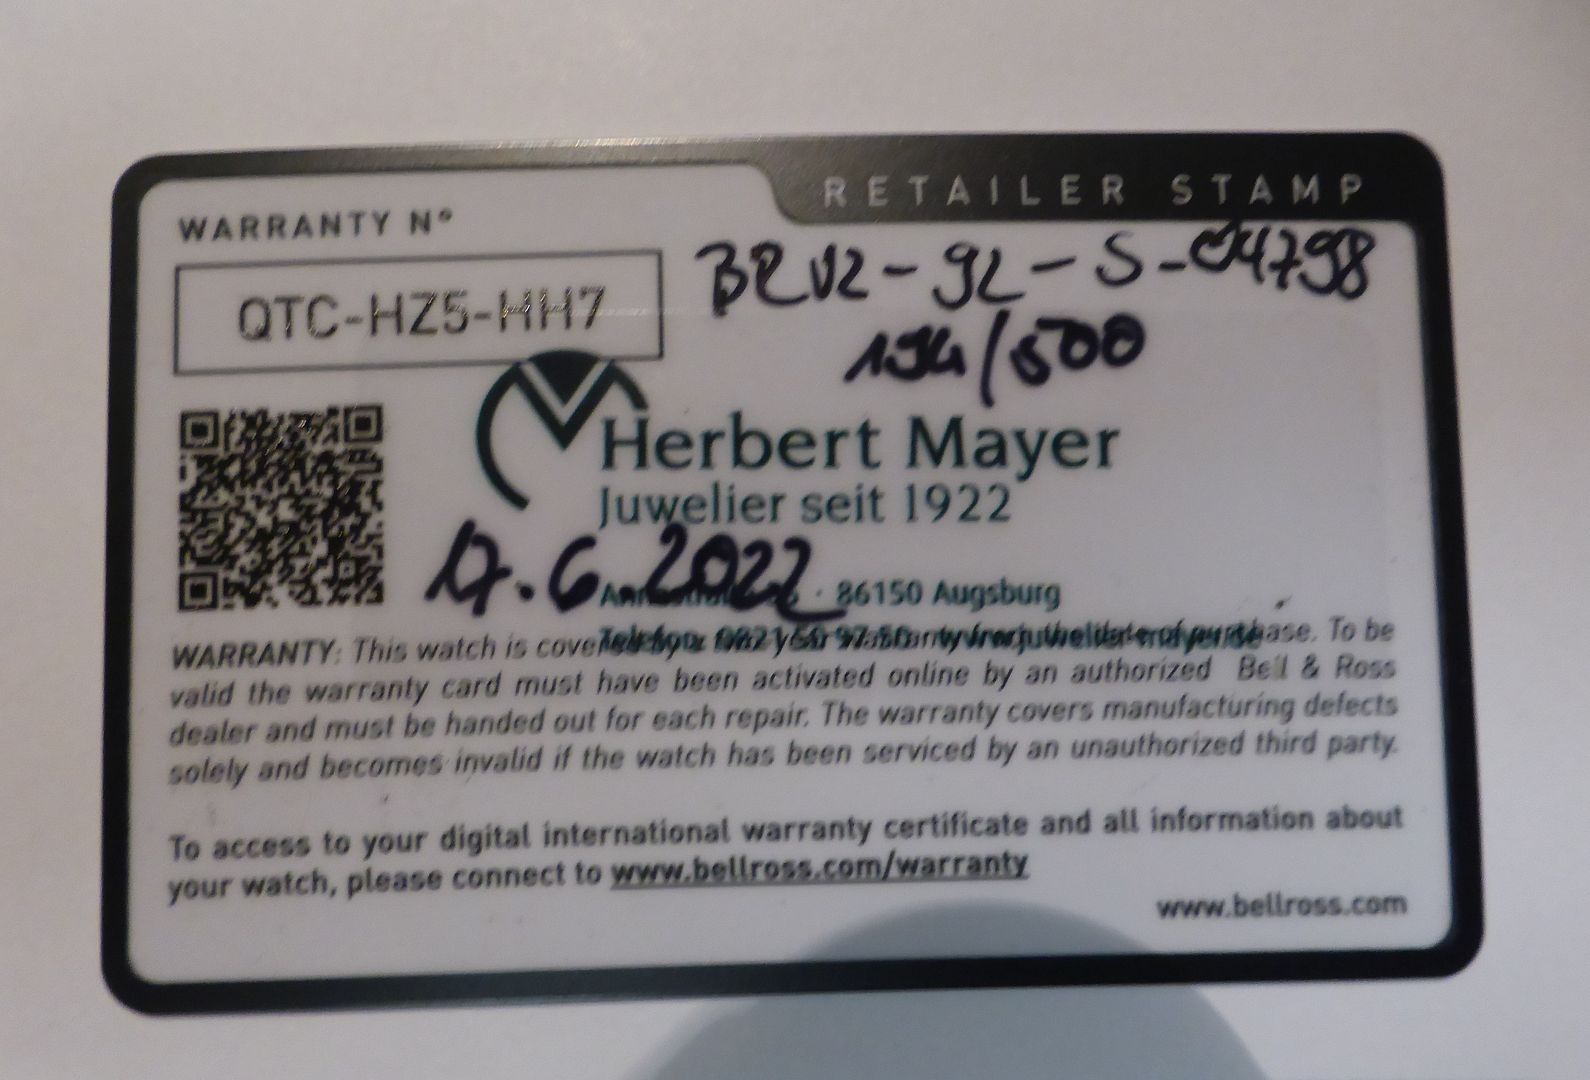 RETAILER STAMP
WARRANTY Nº
BRV2-92-S-04798
QTC-HZ5-HH7
194/500
Herbert Mayer
Juwelier seit 1922
17.6.2022
· 86150 Augsburg
WARRANTY: This watch is covered by a two year warranty from the date of purchase. To be
valid the warranty card must have been activated online by an authorized Bell & Ross
dealer and must be handed out for each repair. The warranty covers manufacturing defects
solely and becomes invalid if the watch has been serviced by an unauthorized third party.
To access to your digital international warranty certificate and all information about
your watch, please connect to www.bellross.com/warranty
www.bellross.com